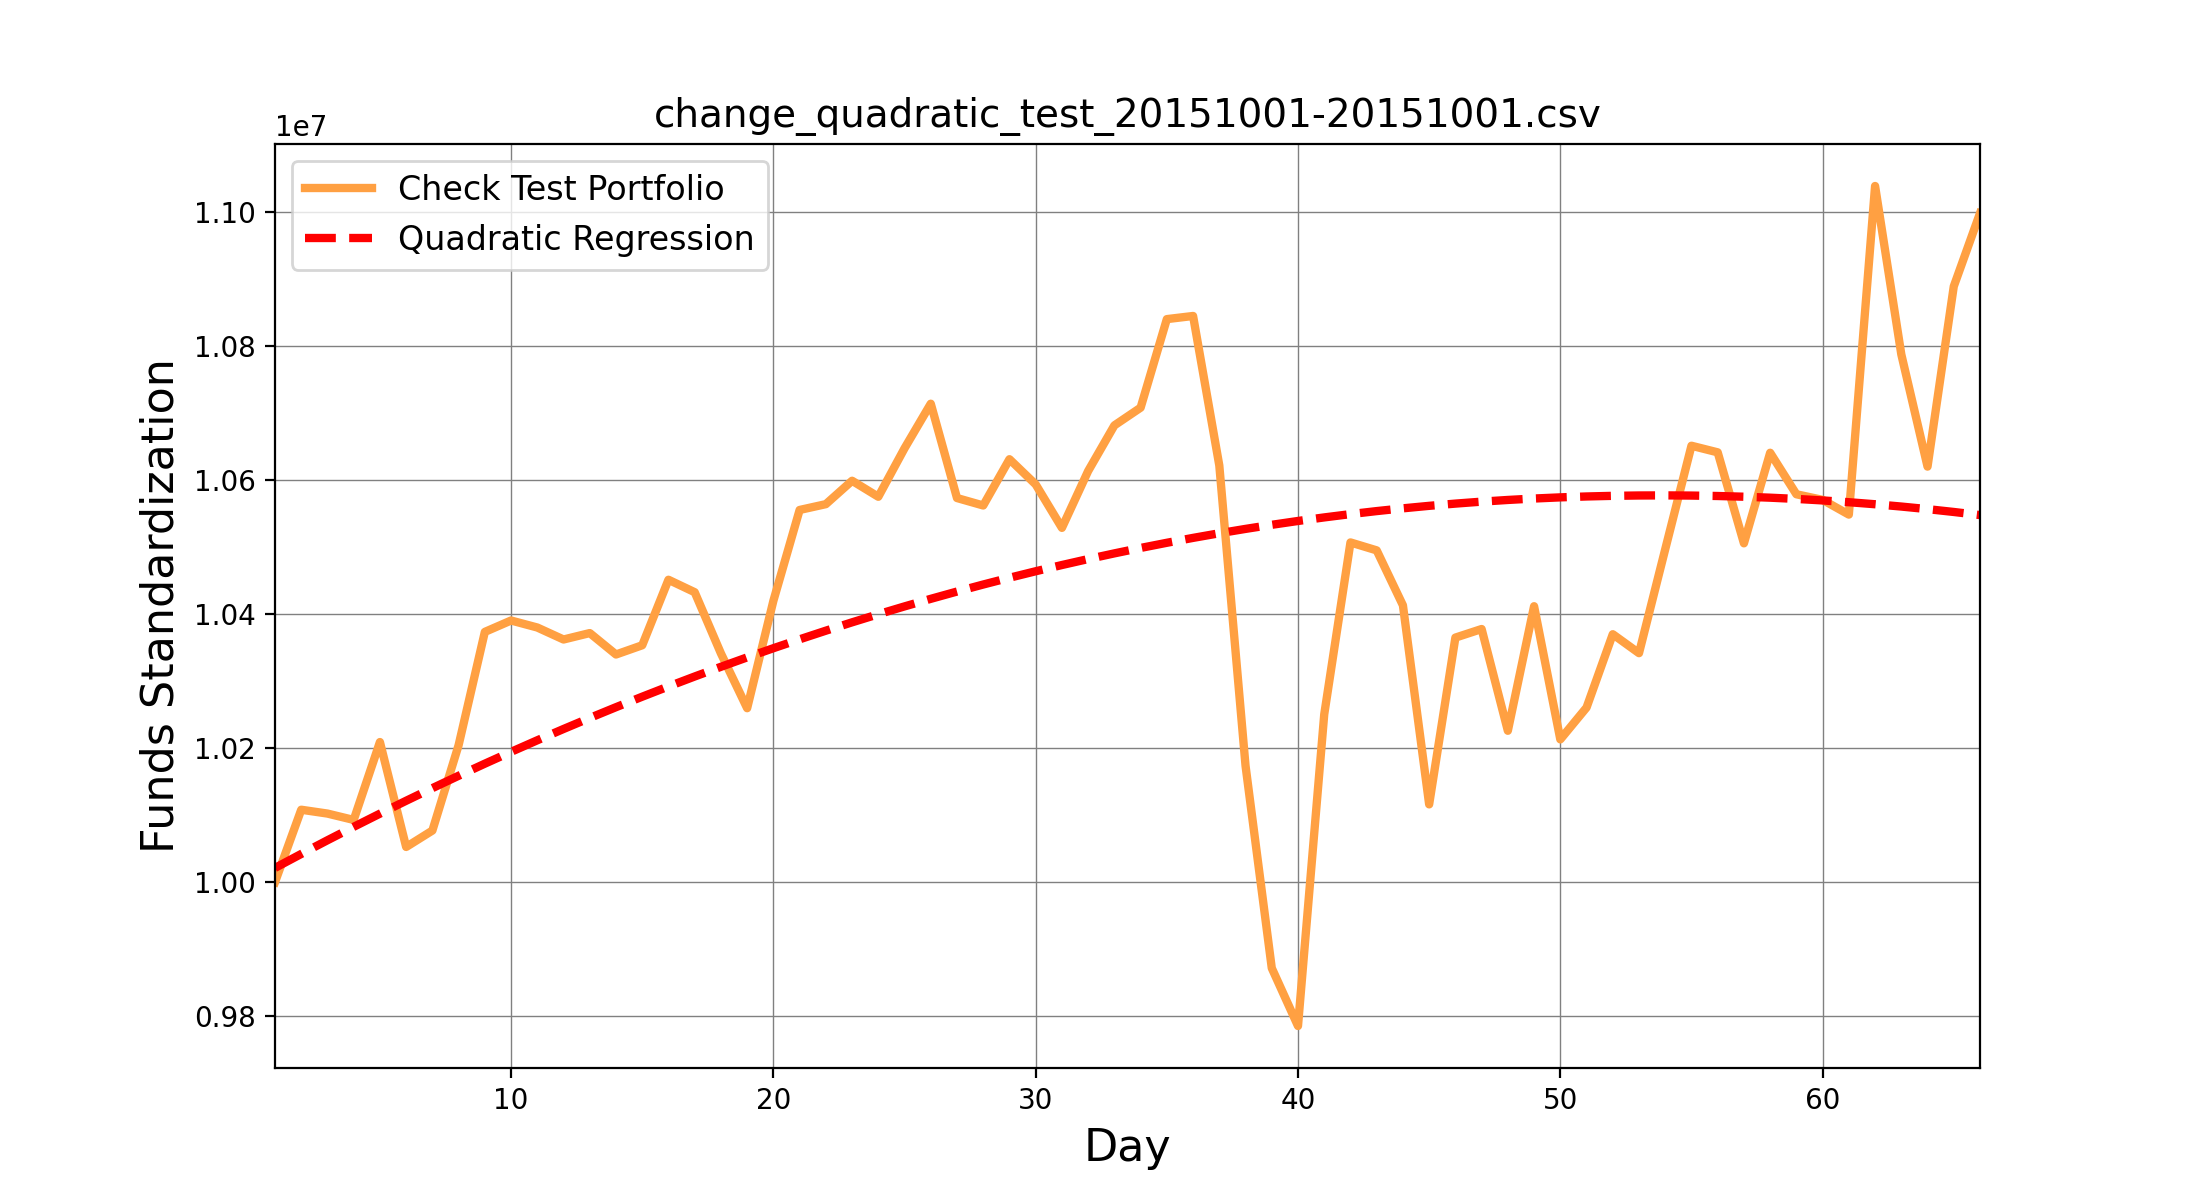 change_quadratic_test_20151001-20151001.csv
1e7
Check Test Portfolio
Quadratic Regression
1.10
1.08
1.06
1.04
1.02
1.00
0.98
Funds Standardization
10 20 30 40 50 60
Day